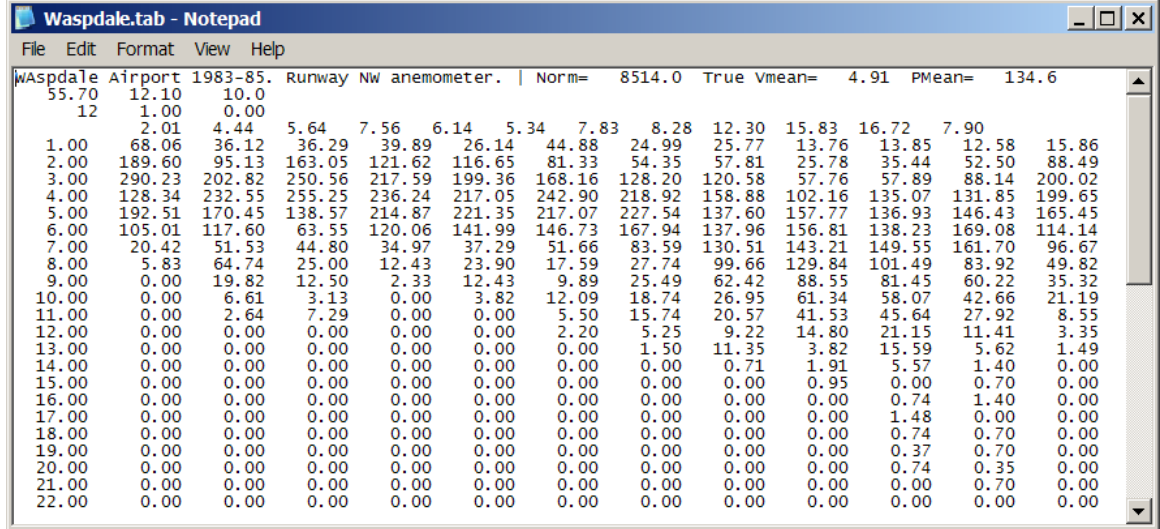 Waspdale.tab - Notepad
File Edit Format View Help
WAspdale Airport 1983-85. Runway NW anemometer. | Norm= 8514.0 True Vmean= 4.91 PMean= 134.6
55.70 12.10 10.0
12 1.00 0.00
2.01 4.44 5.64 7.56 6.14 5.34 7.83 8.28 12.30 15.83 16.72 7.90
1.00 68.06 36.12 36.29 39.89 26.14 44.88 24.99 25.77 13.76 13.85 12.58 15.86
2.00 189.60 95.13 163.05 121.62 116.65 81.33 54.35 57.81 25.78 35.44 52.50 88.49
3.00 290.23 202.82 250.56 217.59 199.36 168.16 128.20 120.58 57.76 57.89 88.14 200.02
4.00 128.34 232.55 255.25 236.24 217.05 242.90 218.92 158.88 102.16 135.07 131.85 199.65
5.00 192.51 170.45 138.57 214.87 221.35 217.07 227.54 137.60 157.77 136.93 146.43 165.45
6.00 105.01 117.60 63.55 120.06 141.99 146.73 167.94 137.96 156.81 138.23 169.08 114.14
7.00 20.42 51.53 44.80 34.97 37.29 51.66 83.59 130.51 143.21 149.55 161.70 96.67
8.00 5.83 64.74 25.00 12.43 23.90 17.59 27.74 99.66 129.84 101.49 83.92 49.82
9.00 0.00 19.82 12.50 2.33 12.43 9.89 25.49 62.42 88.55 81.45 60.22 35.32
10.00 0.00 6.61 3.13 0.00 3.82 12.09 18.74 26.95 61.34 58.07 42.66 21.19
11.00 0.00 2.64 7.29 0.00 0.00 5.50 15.74 20.57 41.53 45.64 27.92 8.55
12.00 0.00 0.00 0.00 0.00 0.00 2.20 5.25 9.22 14.80 21.15 11.41 3.35
13.00 0.00 0.00 0.00 0.00 0.00 0.00 1.50 11.35 3.82 15.59 5.62 1.49
14.00 0.00 0.00 0.00 0.00 0.00 0.00 0.00 0.71 1.91 5.57 1.40 0.00
15.00 0.00 0.00 0.00 0.00 0.00 0.00 0.00 0.00 0.95 0.00 0.70 0.00
16.00 0.00 0.00 0.00 0.00 0.00 0.00 0.00 0.00 0.00 0.74 1.40 0.00
17.00 0.00 0.00 0.00 0.00 0.00 0.00 0.00 0.00 0.00 1.48 0.00 0.00
18.00 0.00 0.00 0.00 0.00 0.00 0.00 0.00 0.00 0.00 0.74 0.70 0.00
19.00 0.00 0.00 0.00 0.00 0.00 0.00 0.00 0.00 0.00 0.37 0.70 0.00
20.00 0.00 0.00 0.00 0.00 0.00 0.00 0.00 0.00 0.00 0.74 0.35 0.00
21.00 0.00 0.00 0.00 0.00 0.00 0.00 0.00 0.00 0.00 0.00 0.70 0.00
22.00 0.00 0.00 0.00 0.00 0.00 0.00 0.00 0.00 0.00 0.00 0.00 0.00